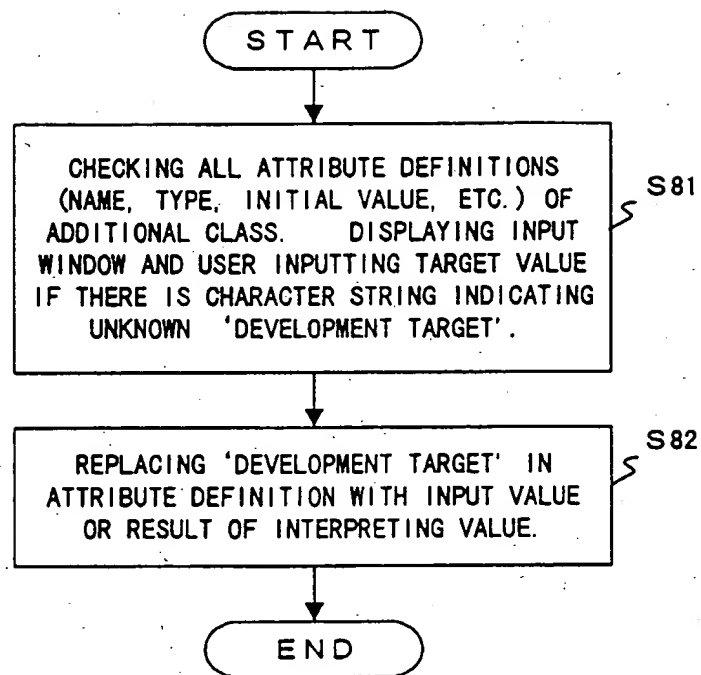 START
CHECKING ALL ATTRIBUTE DEFINITIONS
(NAME, TYPE, INITIAL VALUE, ETC.) OF
ADDITIONAL CLASS. DISPLAYING INPUT
WINDOW AND USER INPUTTING TARGET VALUE
IF THERE IS CHARACTER STRING INDICATING
UNKNOWN 'DEVELOPMENT TARGET'.
S81
REPLACING 'DEVELOPMENT TARGET' IN
ATTRIBUTE DEFINITION WITH INPUT VALUE
OR RESULT OF INTERPRETING VALUE.
S82
END